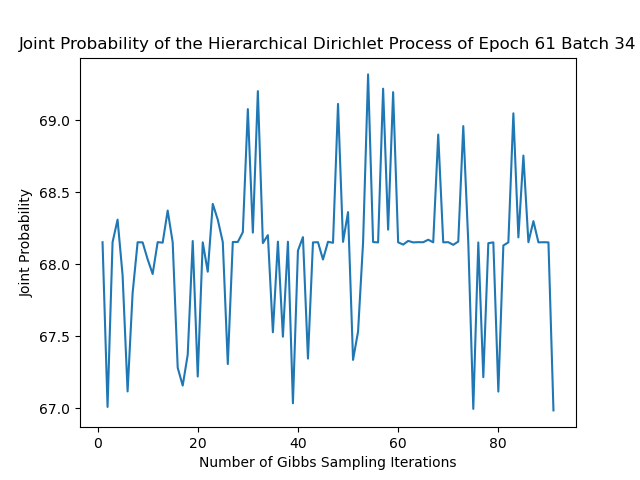 Joint Probability of the Hierarchical Dirichlet Process of Epoch 61 Batch 34
69.0
68.5
68.0
67.5
67.0
Joint Probability
0 20 40 60 80
Number of Gibbs Sampling Iterations